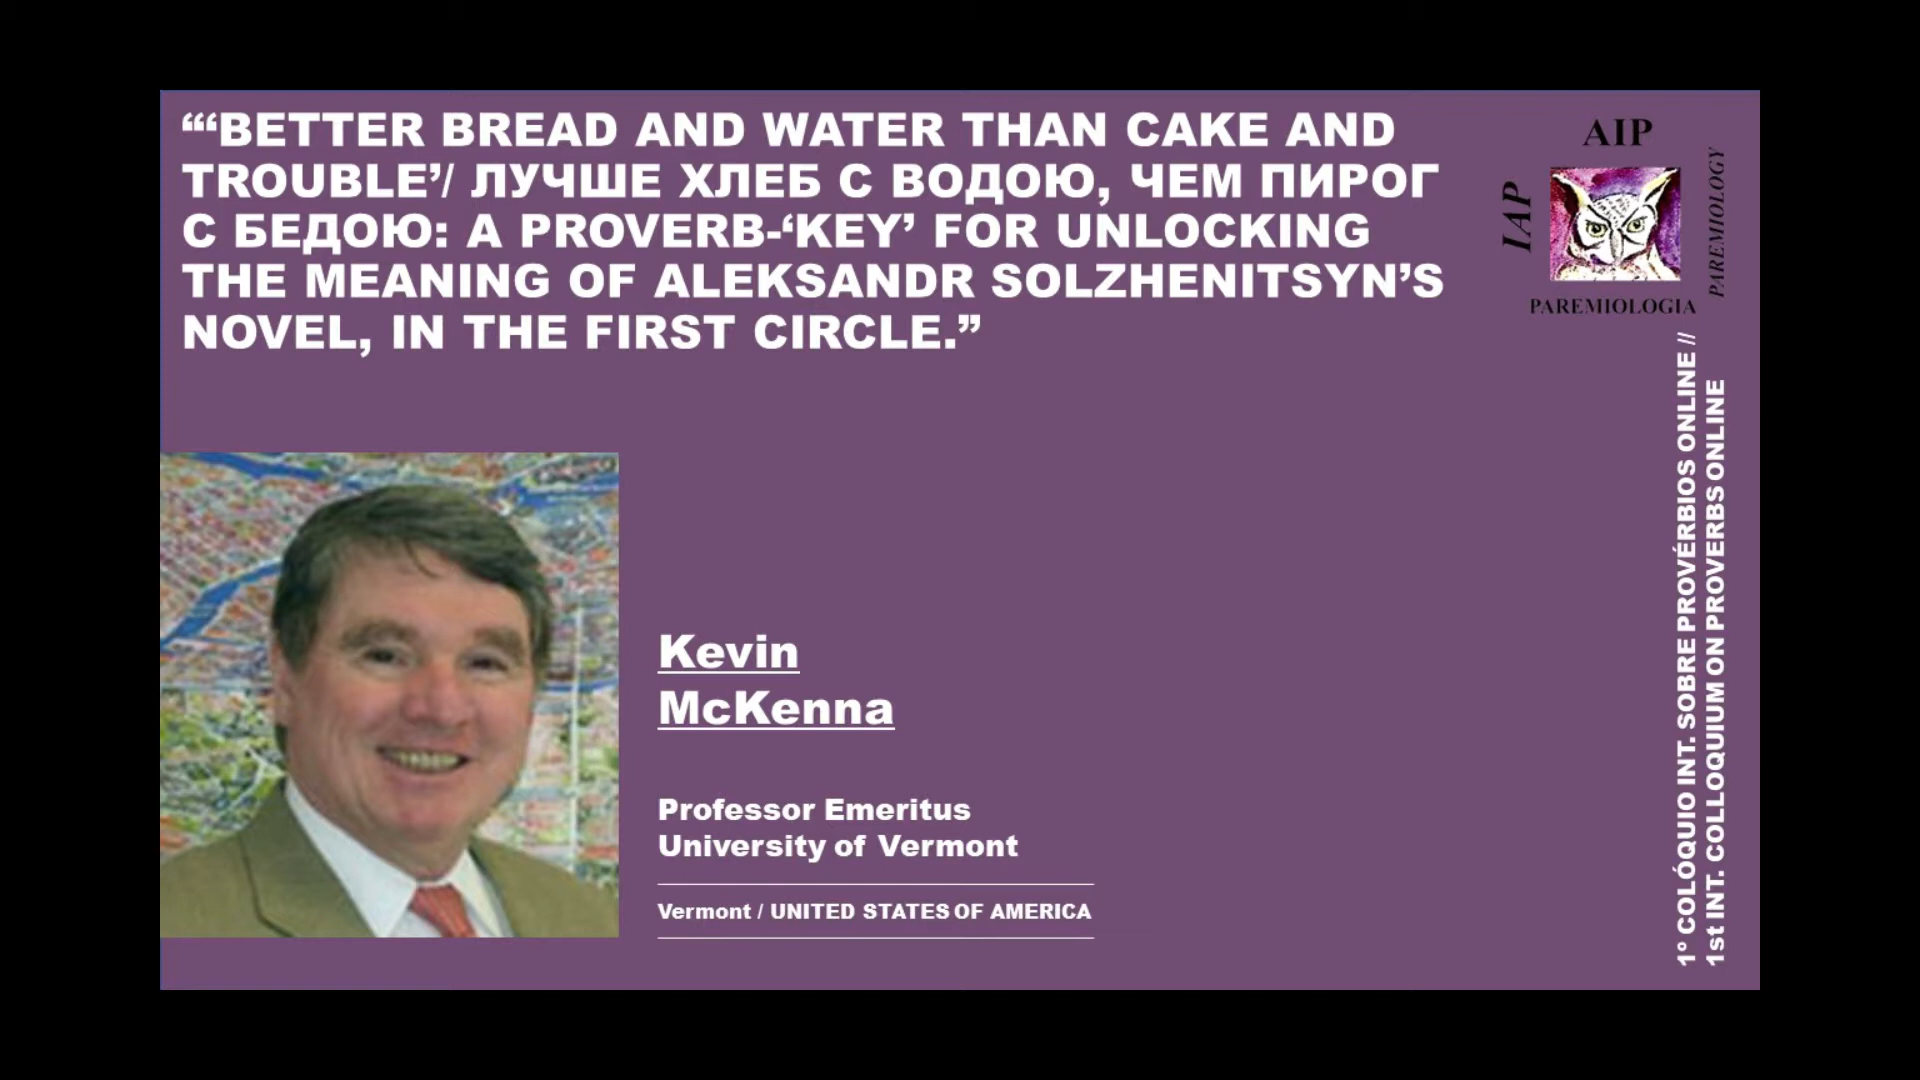 “‘BETTER BREAD AND WATER THAN CAKE AND
TROUBLE’/ ЛУЧШЕ ХЛЕБ С ВОДОЮ, ЧЕМ ПИРОГ
С БЕДОЮ: A PROVERB-‘KEY’ FOR UNLOCKING
THE MEANING OF ALEKSANDR SOLZHENITSYN’S
NOVEL, IN THE FIRST CIRCLE.”
AIP
IAP
PAREMIOLOGY
PAREMIOLOGIA
1º COLÓQUIO INT. SOBRE PROVÉRBIOS ONLINE //
1st INT. COLLOQUIUM ON PROVERBS ONLINE
Kevin
McKenna
Professor Emeritus
University of Vermont
Vermont / UNITED STATES OF AMERICA